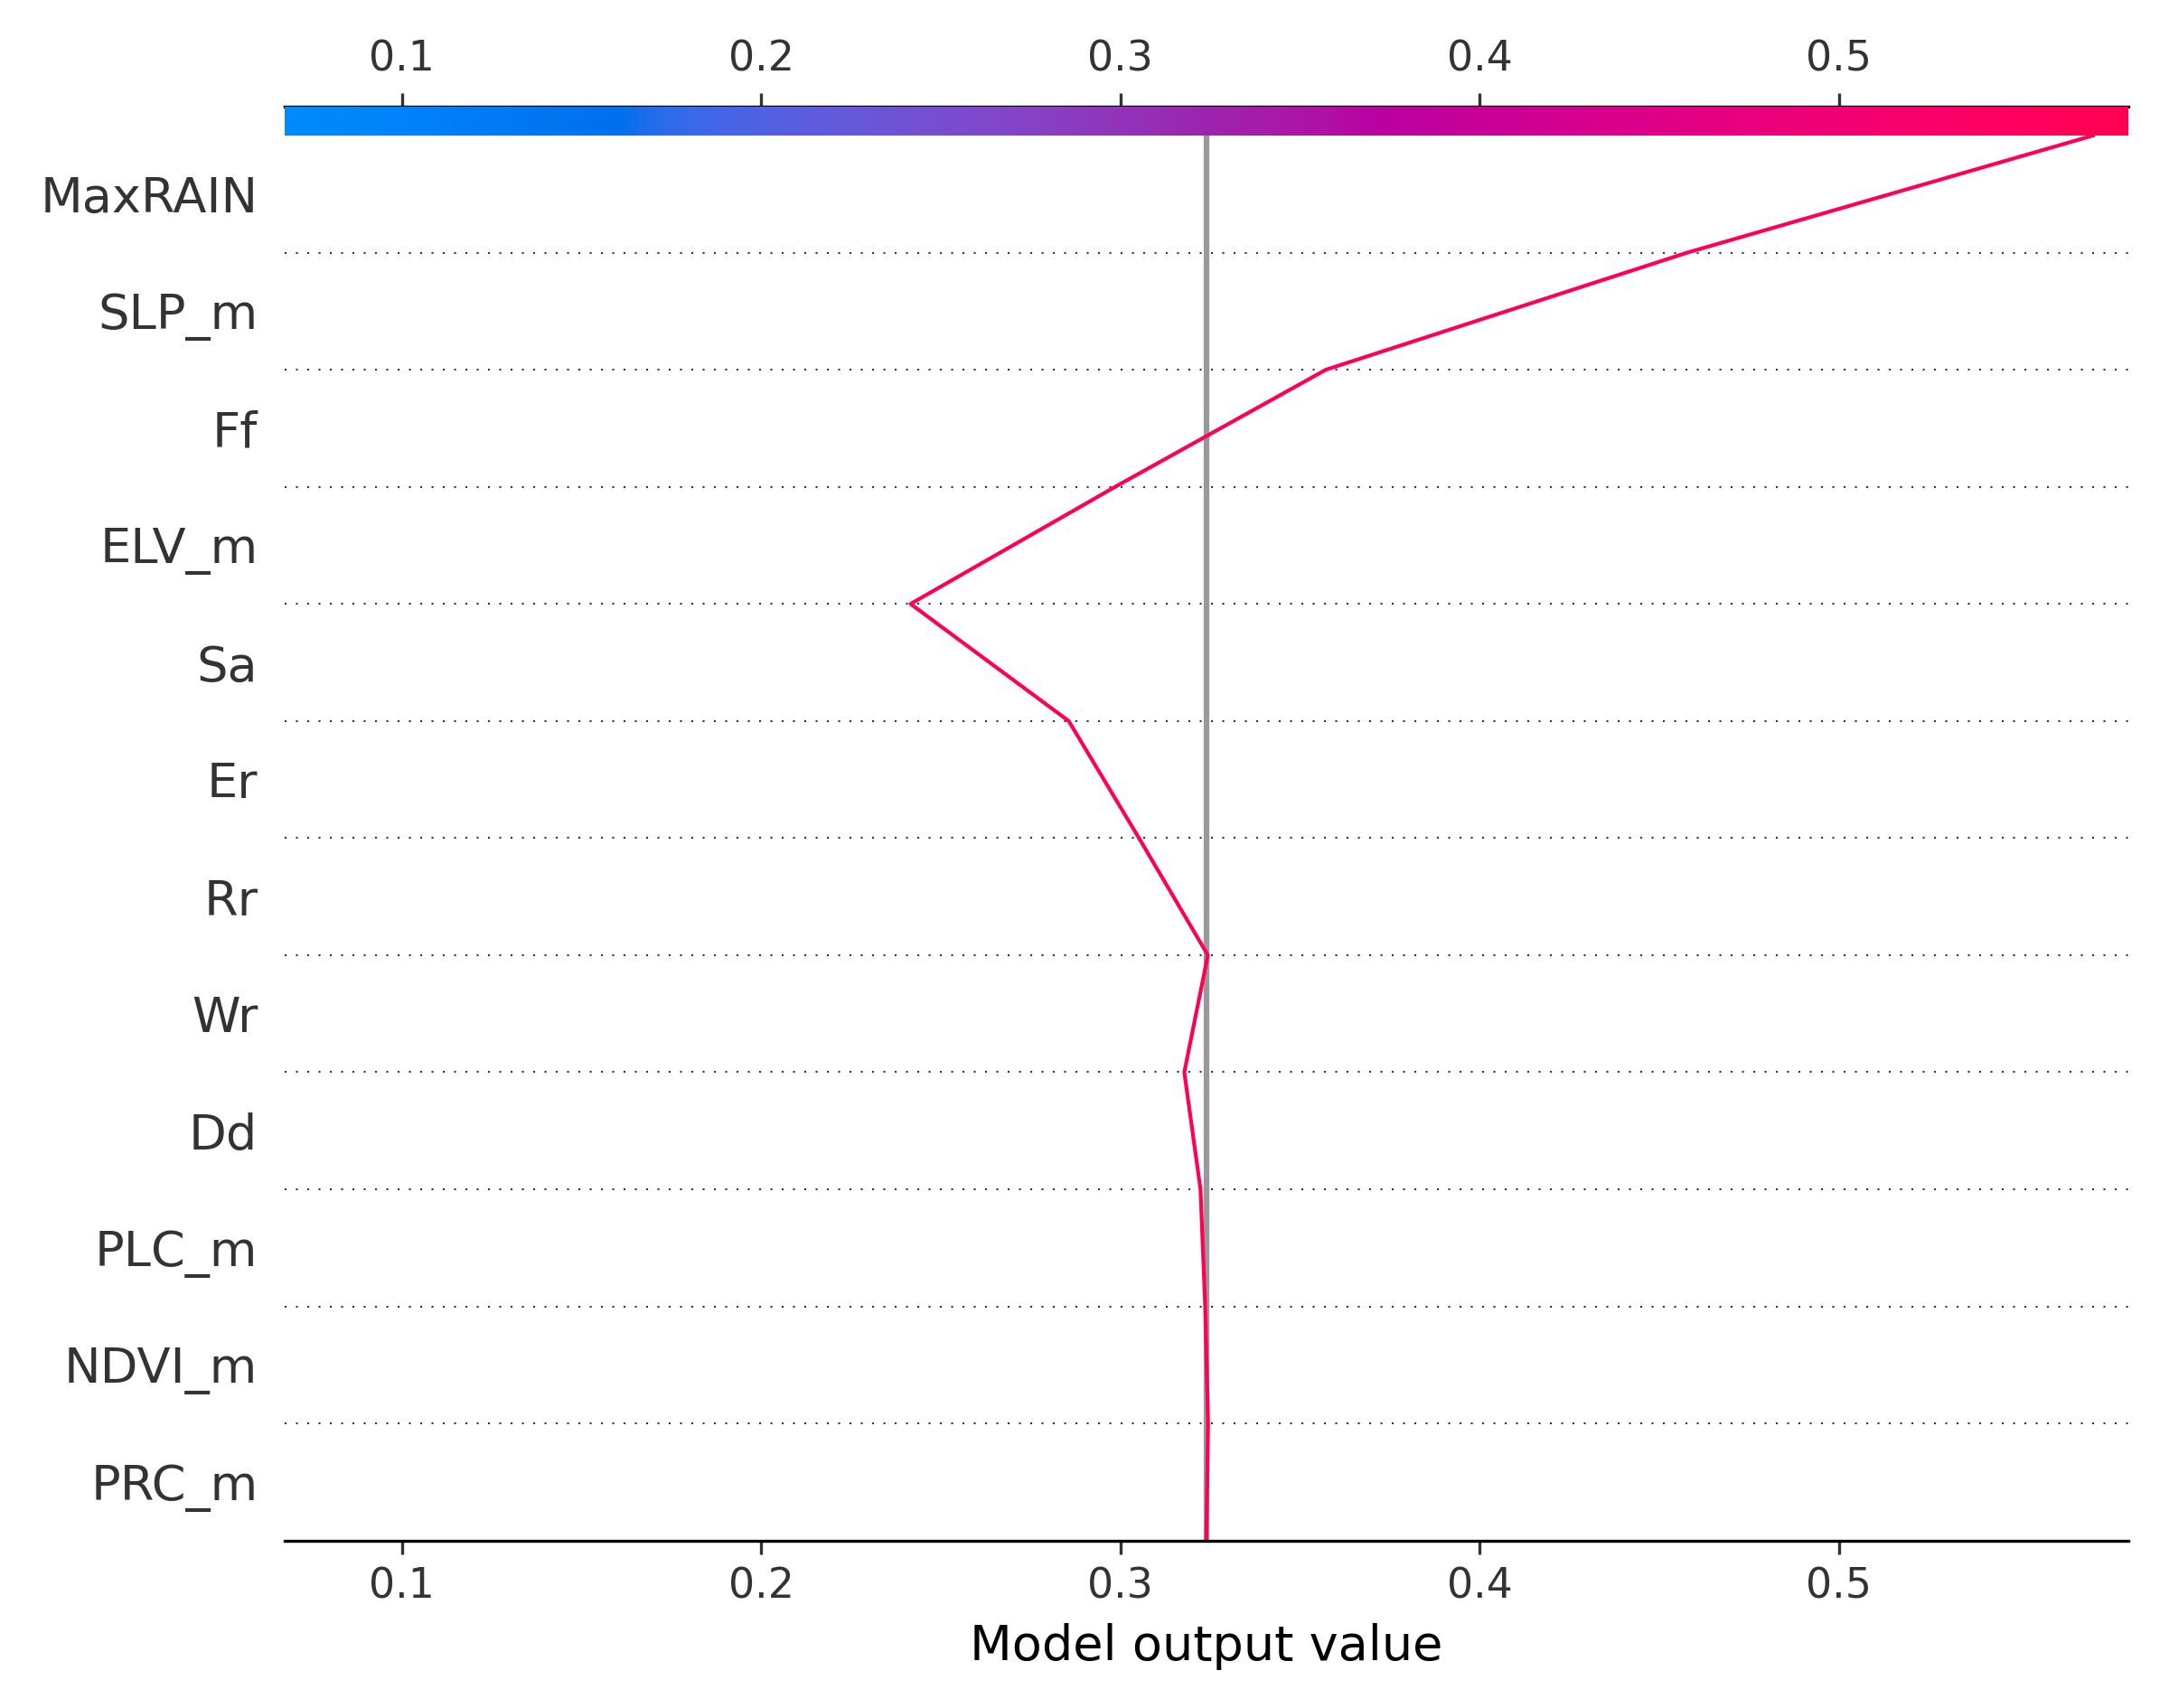 0.1 0.2 0.3 0.4 0.5
MaxRAIN
SLP_m
Ff
ELV_m
Sa
Er
Rr
Wr
Dd
PLC_m
NDVI_m
PRC_m
0.1 0.2 0.3 0.4 0.5
Model output value